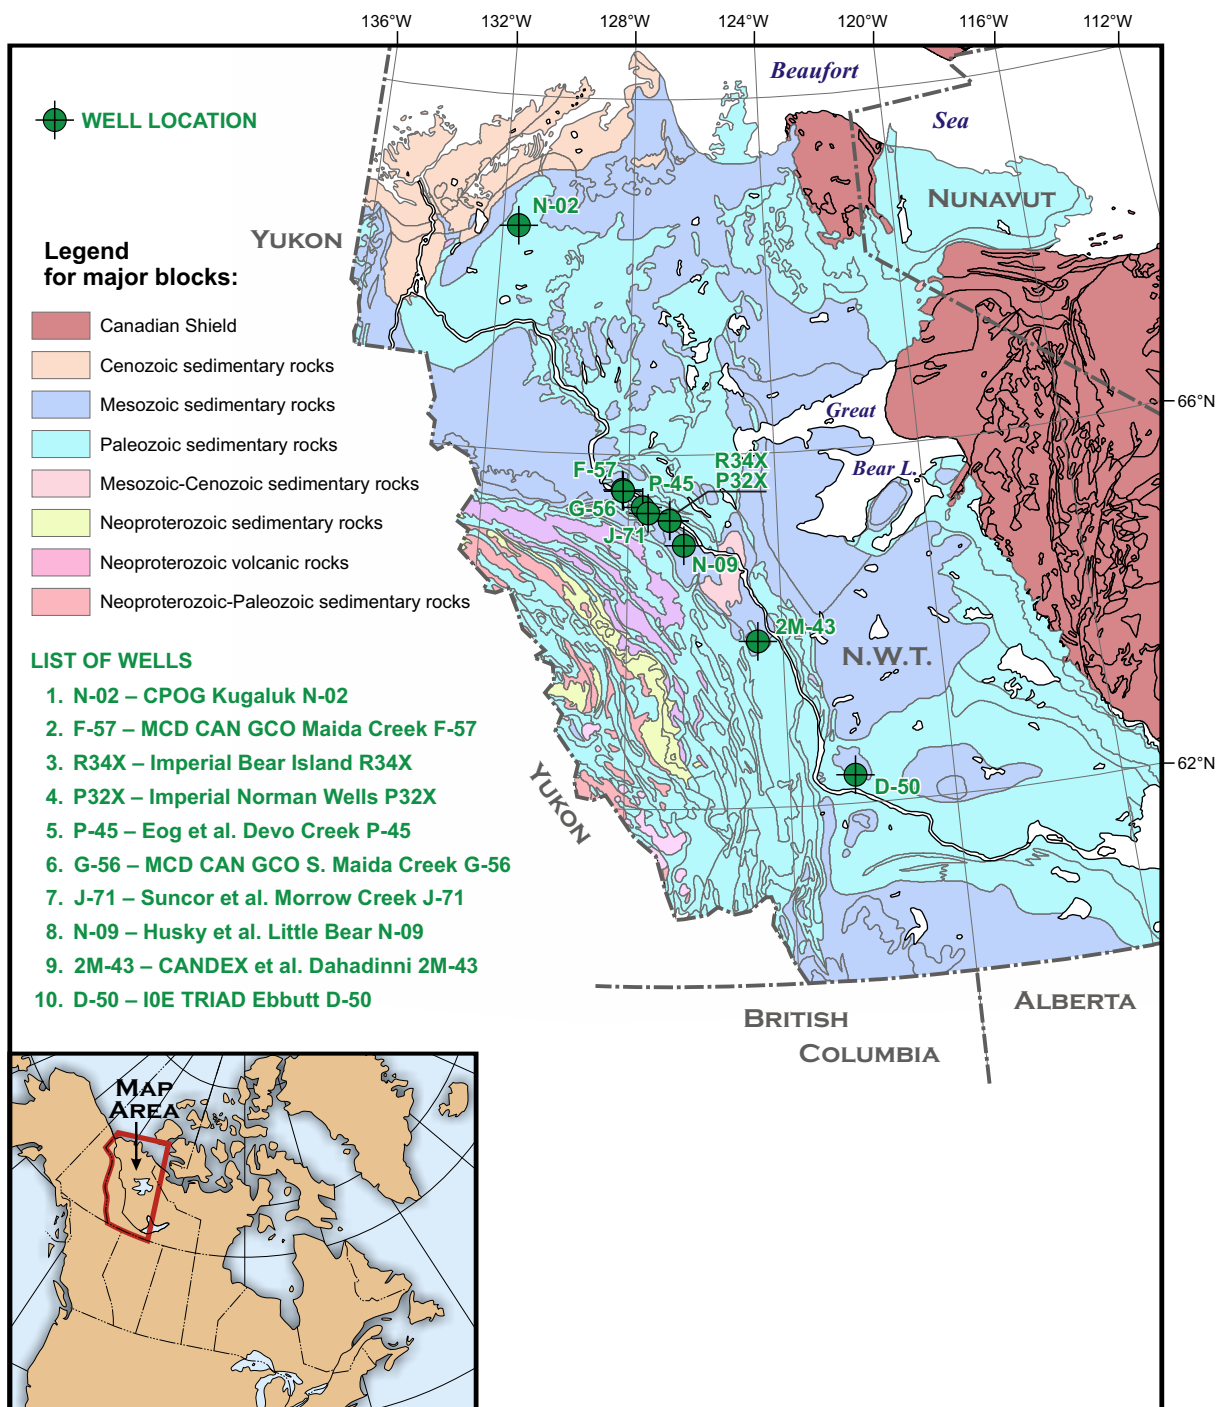 136°W 132°W 128°W 124°W 120°W 116°W 112°W
Beaufort
Sea
WELL LOCATION
NUNAVUT
N-02
YUKON
Legend
for major blocks:
Canadian Shield
Cenozoic sedimentary rocks
Mesozoic sedimentary rocks
Paleozoic sedimentary rocks
Mesozoic-Cenozoic sedimentary rocks
Neoproterozoic sedimentary rocks
Neoproterozoic volcanic rocks
Neoproterozoic-Paleozoic sedimentary rocks
66°N
Great
Bear L.
R34X
P32X
F-57
P-45
G-56
J-71
N-09
2M-43
N.W.T.
62°N
D-50
YUKON
LIST OF WELLS
1. N-02 – CPOG Kugaluk N-02
2. F-57 – MCD CAN GCO Maida Creek F-57
3. R34X – Imperial Bear Island R34X
4. P32X – Imperial Norman Wells P32X
5. P-45 – Eog et al. Devo Creek P-45
6. G-56 – MCD CAN GCO S. Maida Creek G-56
7. J-71 – Suncor et al. Morrow Creek J-71
8. N-09 – Husky et al. Little Bear N-09
9. 2M-43 – CANDEX et al. Dahadinni 2M-43
10. D-50 – I0E TRIAD Ebbutt D-50
BRITISH
COLUMBIA
ALBERTA
MAP
AREA